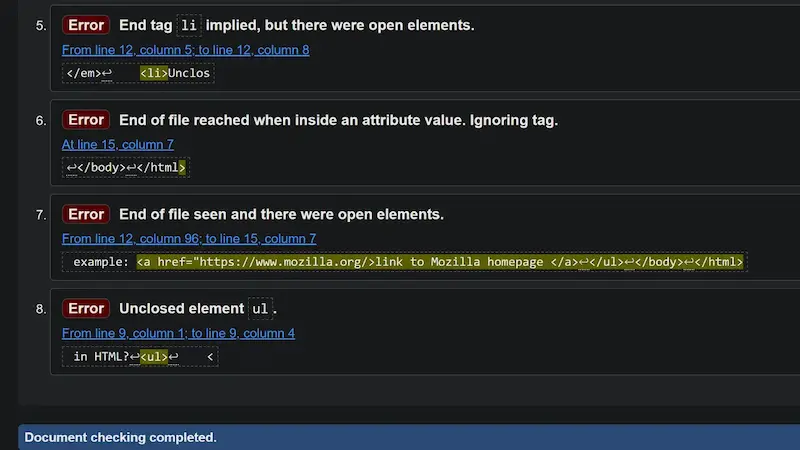 5. Error End tag li implied, but there were open elements.
From line 12, column 5; to line 12, column 8
</em>↩    <li>Unclos
6. Error End of file reached when inside an attribute value. Ignoring tag.
At line 15, column 7
↩</body>↩</html>
7. Error End of file seen and there were open elements.
From line 12, column 96; to line 15, column 7
example: <a href="https://www.mozilla.org/>link to Mozilla homepage </a>↩</ul>↩</body>↩</html>
8. Error Unclosed element ul.
From line 9, column 1; to line 9, column 4
in HTML?↩<ul>↩    <
Document checking completed.